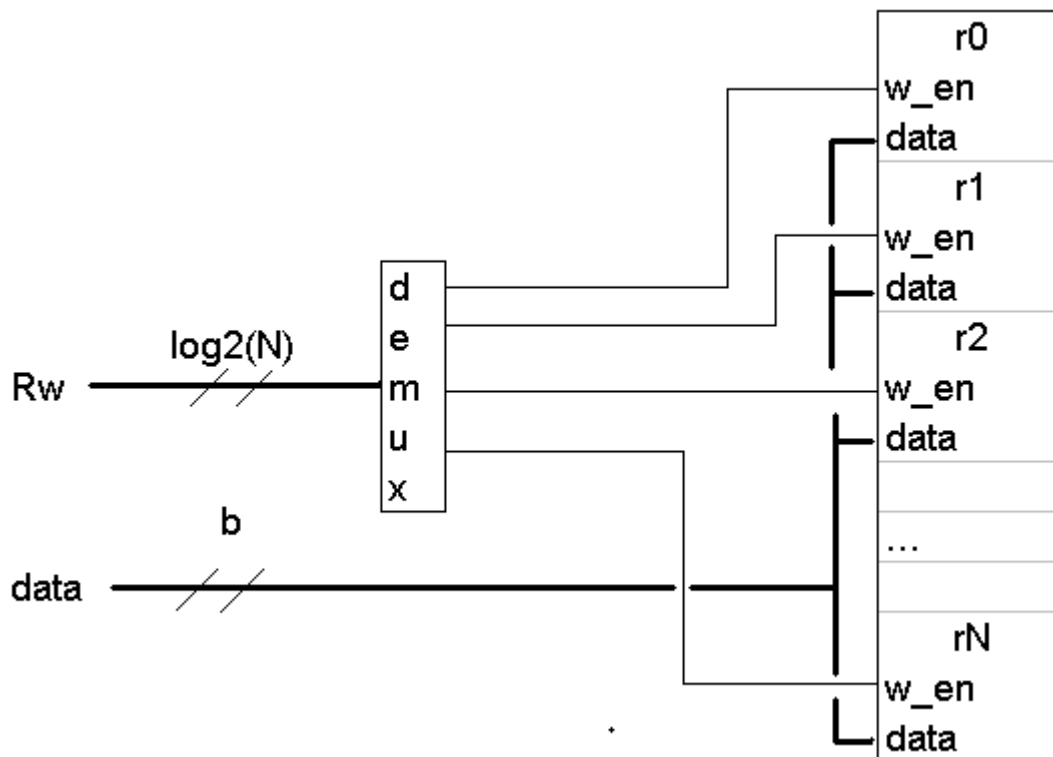 r0
w_en
data
r1
w_en
data
r2
w_en
data
...
rN
w_en
data
d
e
m
u
x
log2(N)
Rw
b
data